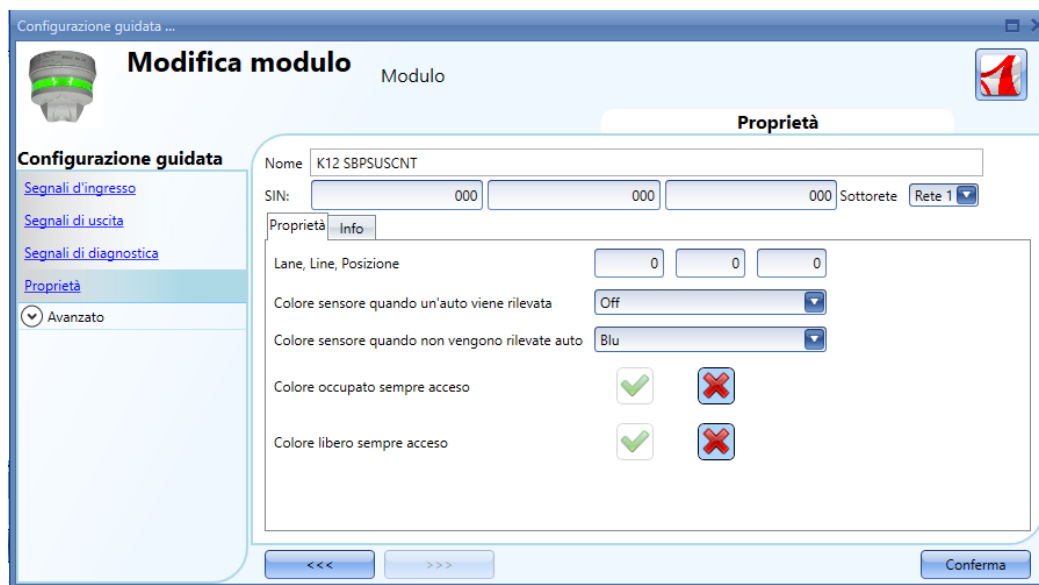 Configurazione guidata ...
Modifica modulo
Modulo
Proprietà
Configurazione guidata
Segnali d'ingresso
Segnali di uscita
Segnali di diagnostica
Proprietà
Avanzato
Nome K12 SBPSUSCNT
SIN: 000 000 000 Sottorete Rete 1
Proprietà Info
Lane, Line, Posizione 0 0 0
Colore sensore quando un'auto viene rilevata Off
Colore sensore quando non vengono rilevate auto Blu
Colore occupato sempre acceso
Colore libero sempre acceso
<<< >>> Conferma